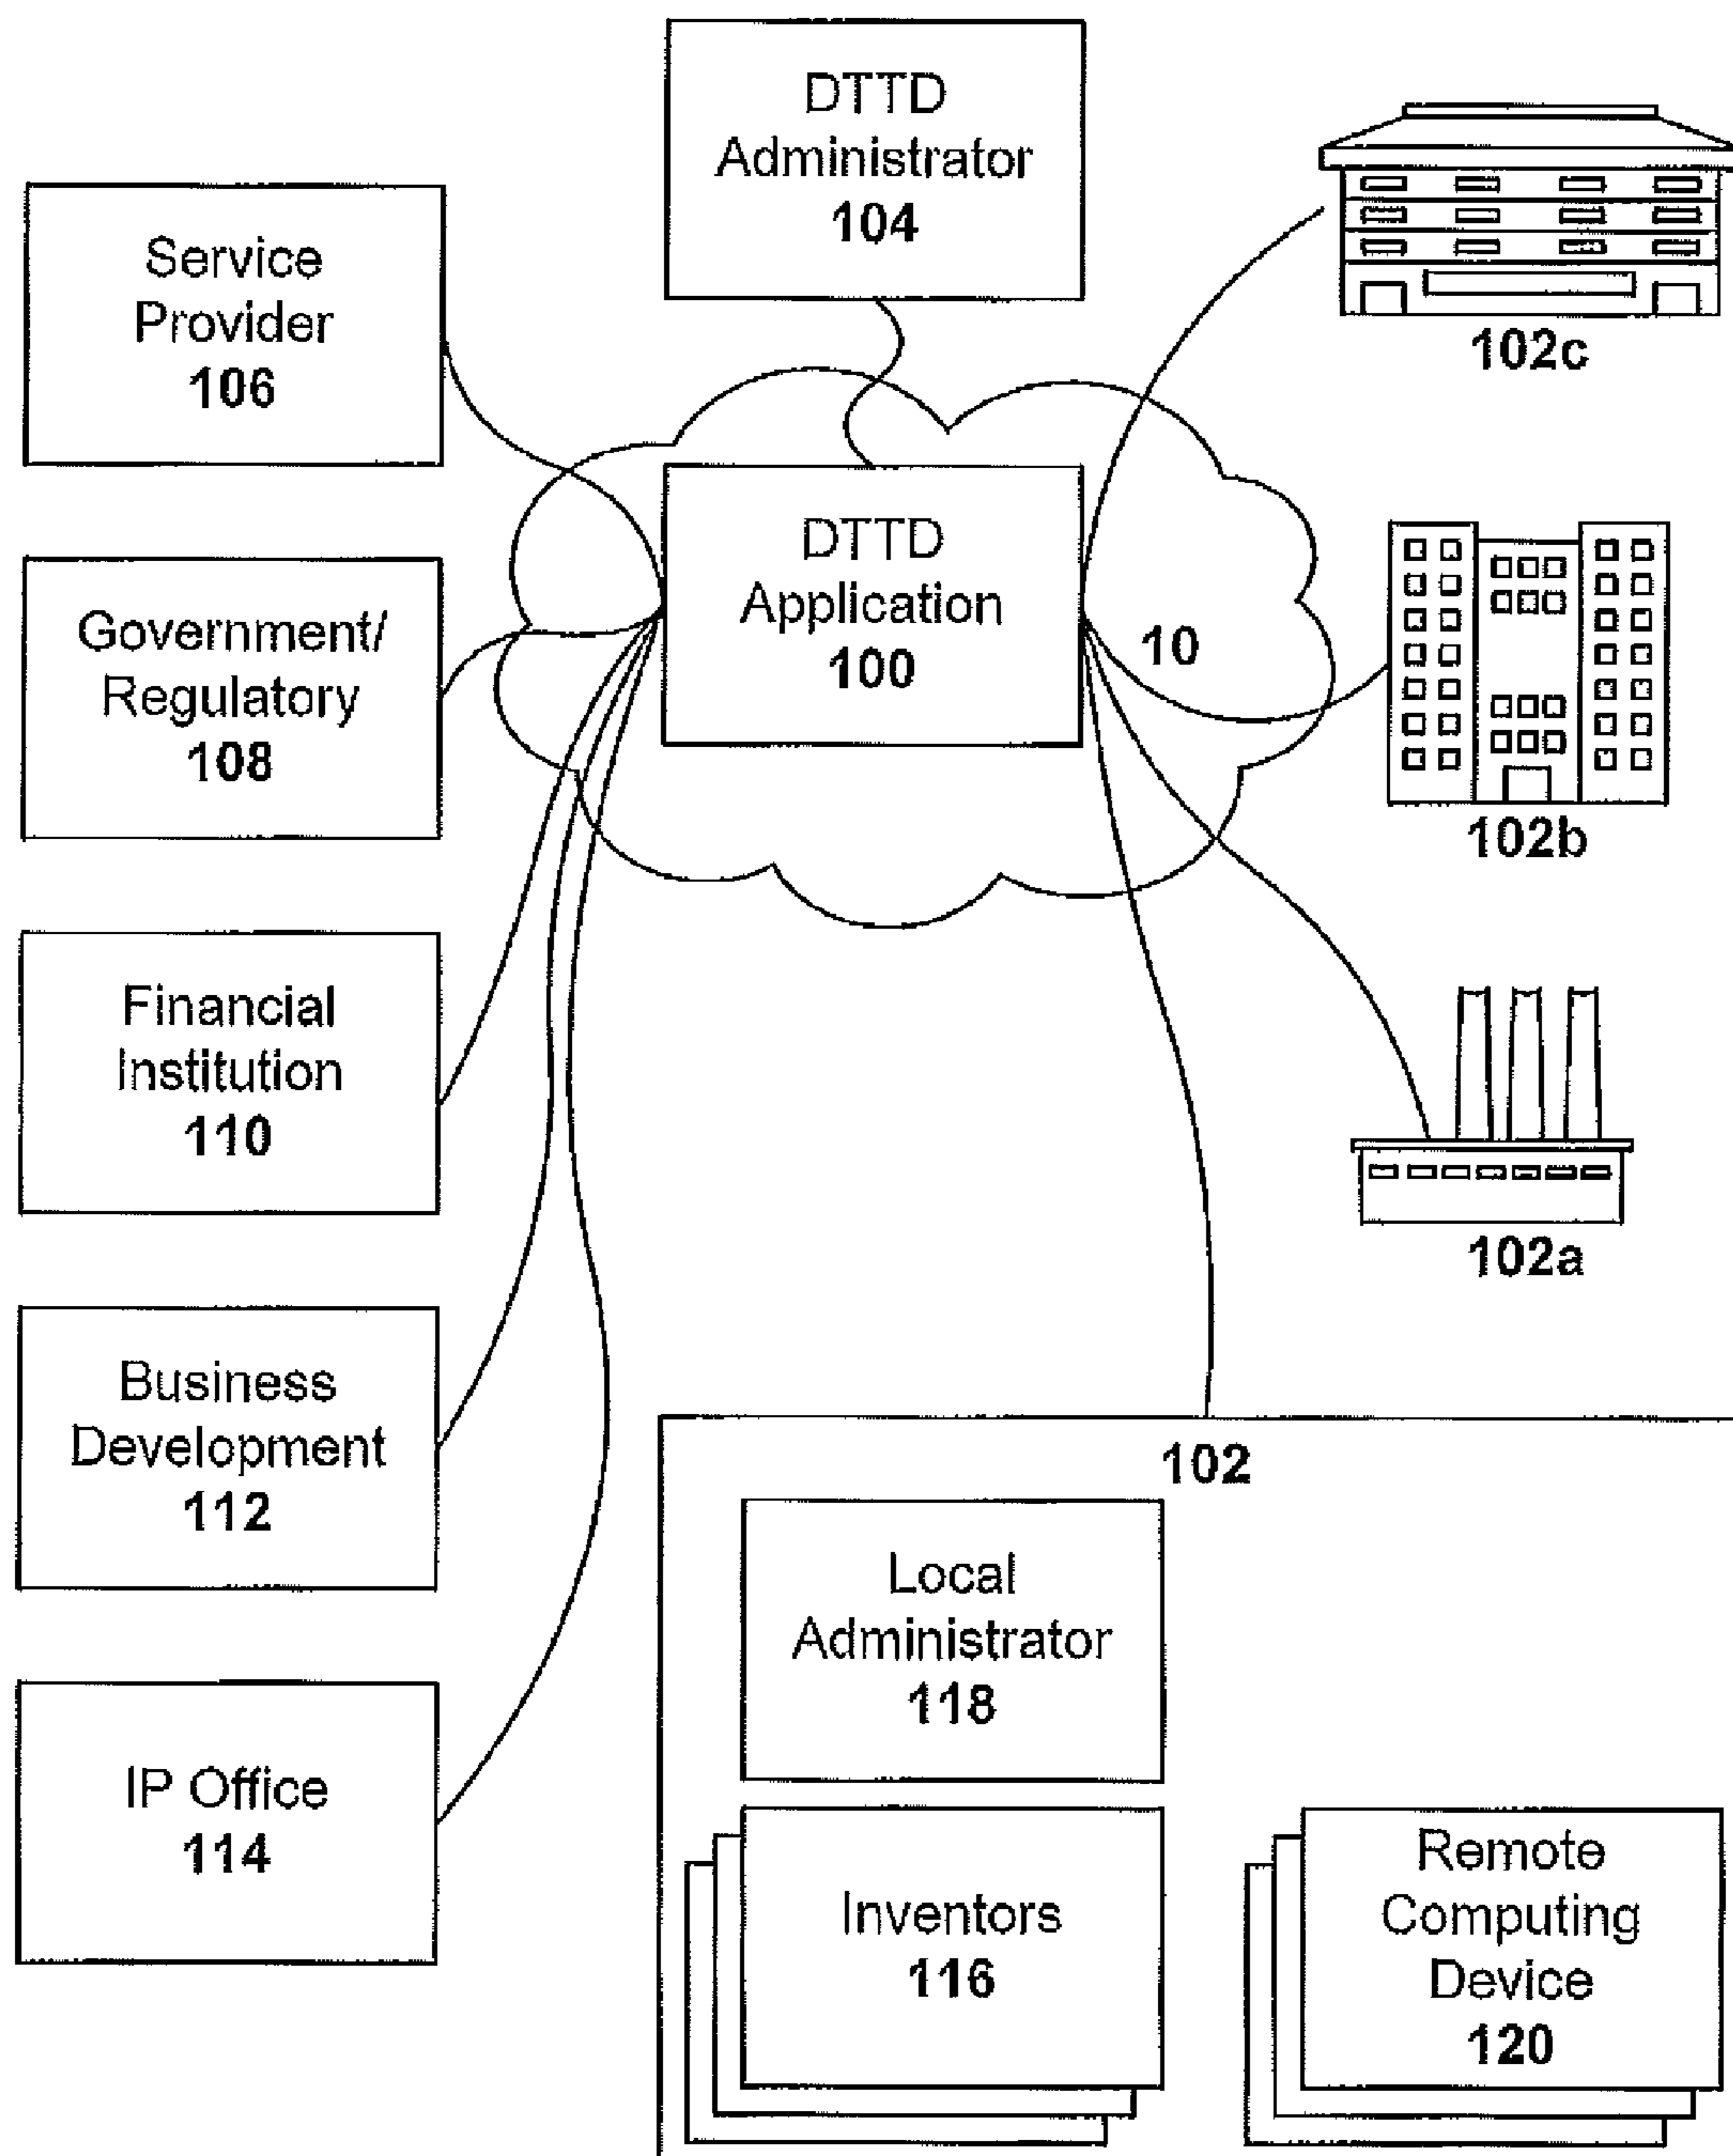 DTTD
Administrator
104
Service
Provider
106
102c
DTTD
Application
100
10
Government/
Regulatory
108
102b
Financial
Institution
110
102a
Business
Development
112
102
Local
Administrator
118
IP Office
114
Inventors
116
Remote
Computing
Device
120